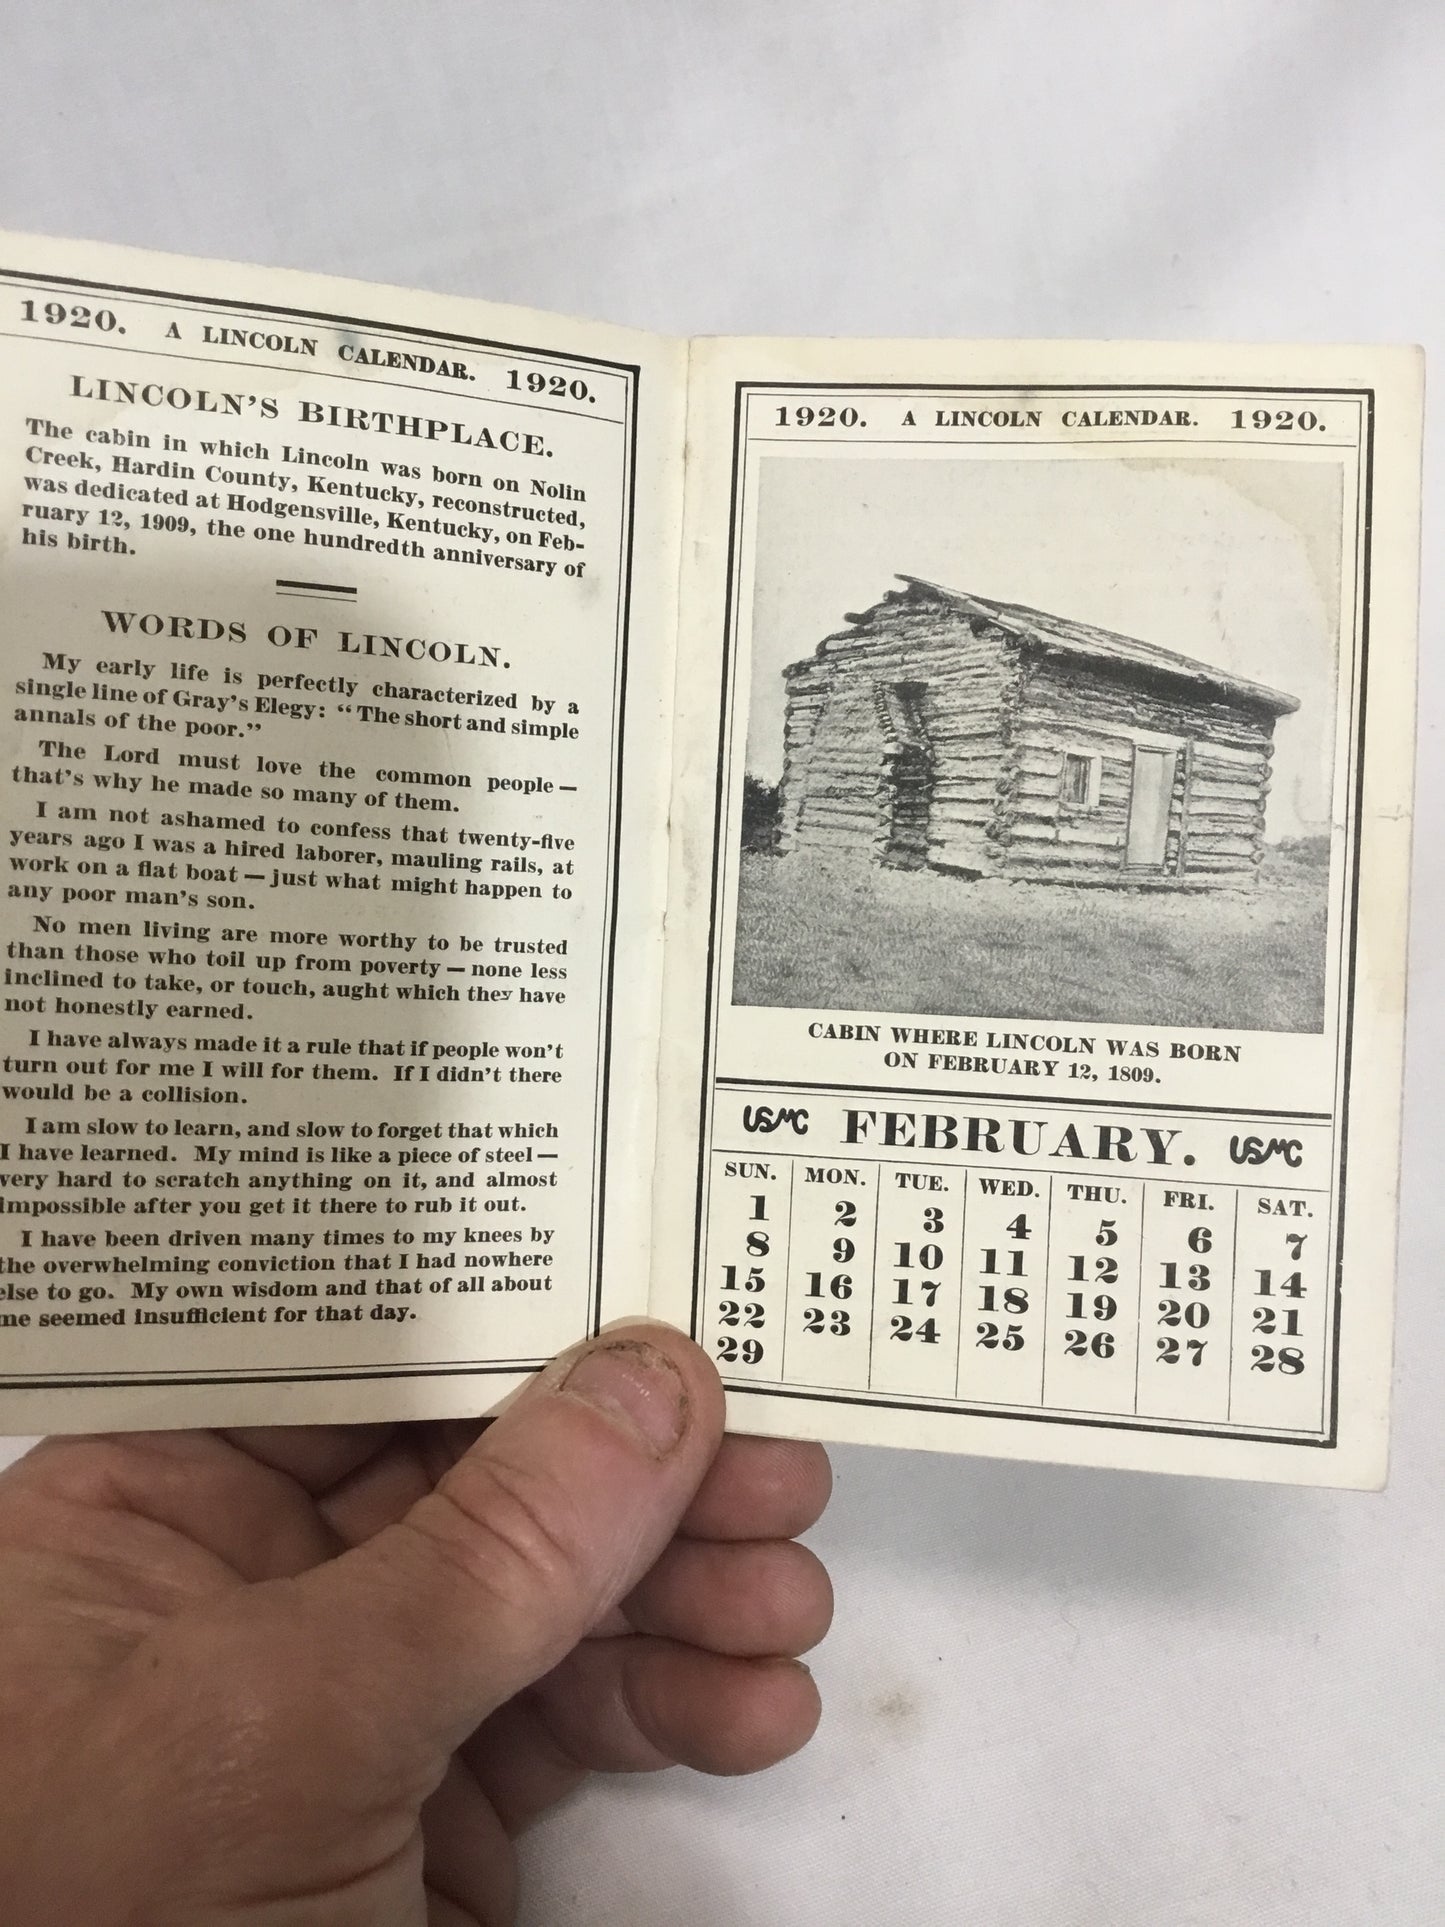 1920. A LINCOLN CALENDAR. 1920.
LINCOLN'S BIRTHPLACE.
The cabin in which Lincoln was born on Nolin
Creek, Hardin County, Kentucky, reconstructed,
was dedicated at Hodgensville, Kentucky, on Feb-
ruary 12, 1909, the one hundredth anniversary of
his birth.
WORDS OF LINCOLN.
My early life is perfectly characterized by a
single line of Gray's Elegy: "The short and simple
annals of the poor."
The Lord must love the common people—
that's why he made so many of them.
I am not ashamed to confess that twenty-five
years ago I was a hired laborer, mauling rails, at
work on a flat boat—just what might happen to
any poor man's son.
No men living are more worthy to be trusted
than those who toil up from poverty—none less
inclined to take, or touch, aught which they have
not honestly earned.
I have always made it a rule that if people won't
turn out for me I will for them. If I didn't there
would be a collision.
I am slow to learn, and slow to forget that which
I have learned. My mind is like a piece of steel—
very hard to scratch anything on it, and almost
impossible after you get it there to rub it out.
I have been driven many times to my knees by
the overwhelming conviction that I had nowhere
else to go. My own wisdom and that of all about
me seemed insufficient for that day.
1920. A LINCOLN CALENDAR. 1920.
CABIN WHERE LINCOLN WAS BORN
ON FEBRUARY 12, 1809.
USMC FEBRUARY. USMC
SUN. MON. TUE. WED. THU. FRI. SAT.
1 2 3 4 5 6 7
8 9 10 11 12 13 14
15 16 17 18 19 20 21
22 23 24 25 26 27 28
29